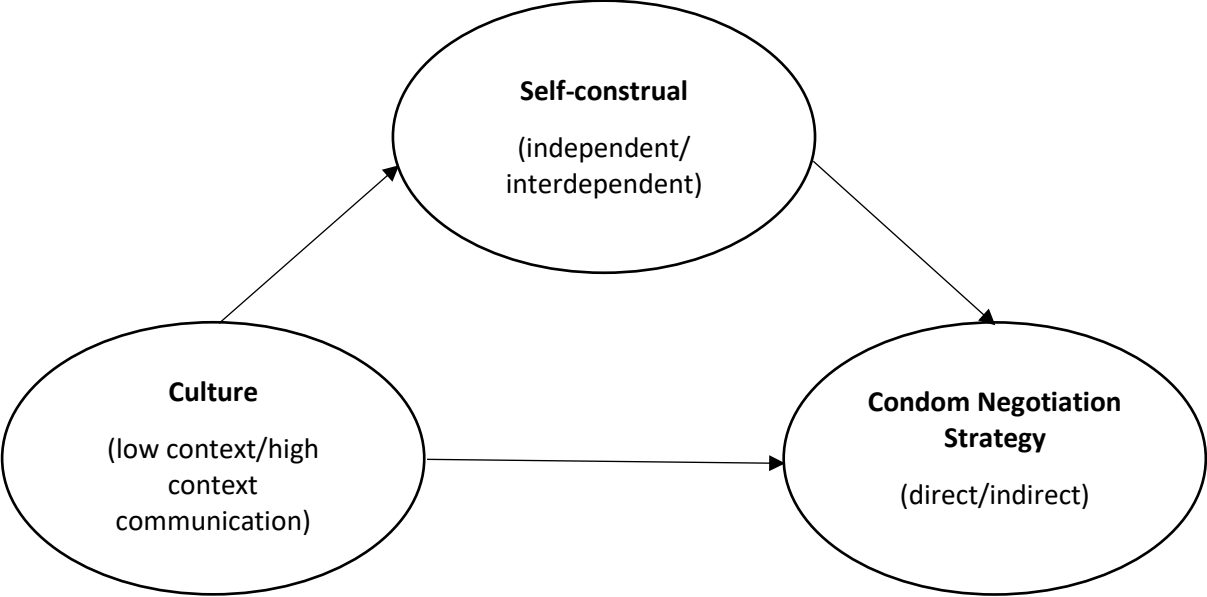 Self-construal
(independent/
interdependent)
Culture
(low context/high
context
communication)
Condom Negotiation
Strategy
(direct/indirect)